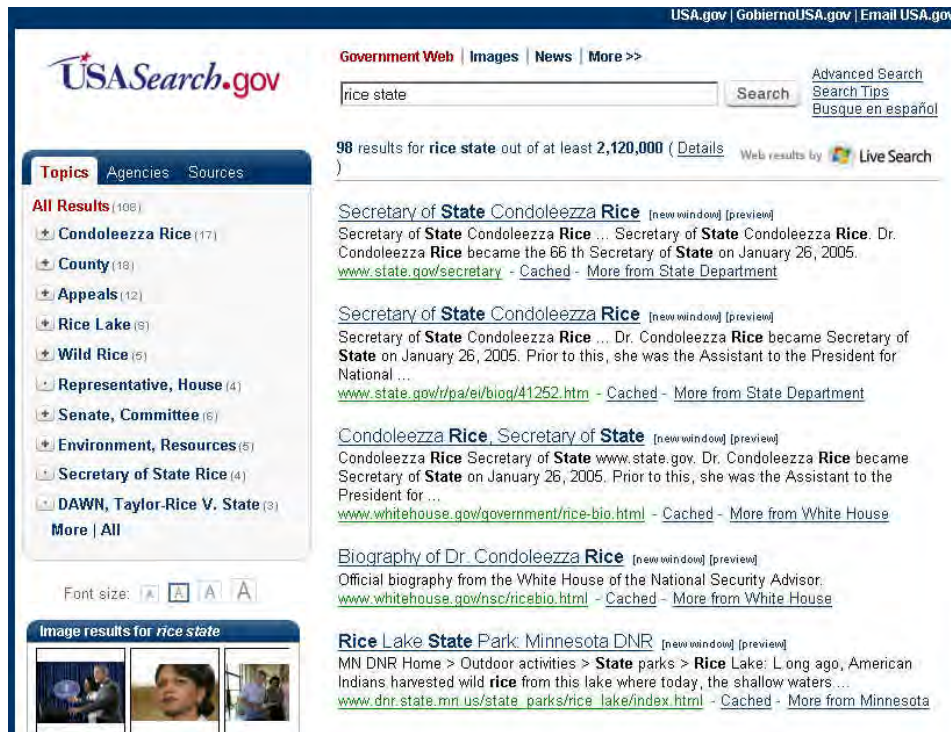 USA.gov | GobiernoUSA.gov | Email USA.gov
USASearch.gov
Government Web | Images | News | More >>
rice state
Search
Advanced Search
Search Tips
Busque en español
98 results for rice state out of at least 2,120,000 ( Details
)
Web results by Live Search
Topics Agencies Sources
All Results (108)
Condoleezza Rice (17)
County (18)
Appeals (12)
Rice Lake (9)
Wild Rice (5)
Representative, House (4)
Senate, Committee (6)
Environment, Resources (5)
Secretary of State Rice (4)
DAWN, Taylor-Rice V. State (3)
More | All
Font size: A A A A
Image results for rice state
Secretary of State Condoleezza Rice [new window] [preview]
Secretary of State Condoleezza Rice ... Secretary of State Condoleezza Rice. Dr.
Condoleezza Rice became the 66 th Secretary of State on January 26, 2005.
www.state.gov/secretary - Cached - More from State Department
Secretary of State Condoleezza Rice [new window] [preview]
Secretary of State Condoleezza Rice ... Dr. Condoleezza Rice became Secretary of
State on January 26, 2005. Prior to this, she was the Assistant to the President for
National ...
www.state.gov/r/pa/ei/biog/41252.htm - Cached - More from State Department
Condoleezza Rice, Secretary of State [new window] [preview]
Condoleezza Rice Secretary of State www.state.gov. Dr. Condoleezza Rice became
Secretary of State on January 26, 2005. Prior to this, she was the Assistant to the
President for ...
www.whitehouse.gov/government/rice-bio.html - Cached - More from White House
Biography of Dr. Condoleezza Rice [new window] [preview]
Official biography from the White House of the National Security Advisor.
www.whitehouse.gov/nsc/ricebio.html - Cached - More from White House
Rice Lake State Park: Minnesota DNR [new window] [preview]
MN DNR Home > Outdoor activities > State parks > Rice Lake: L ong ago, American
Indians harvested wild rice from this lake where today, the shallow waters ...
www.dnr.state.mn.us/state_parks/rice_lake/index.html - Cached - More from Minnesota